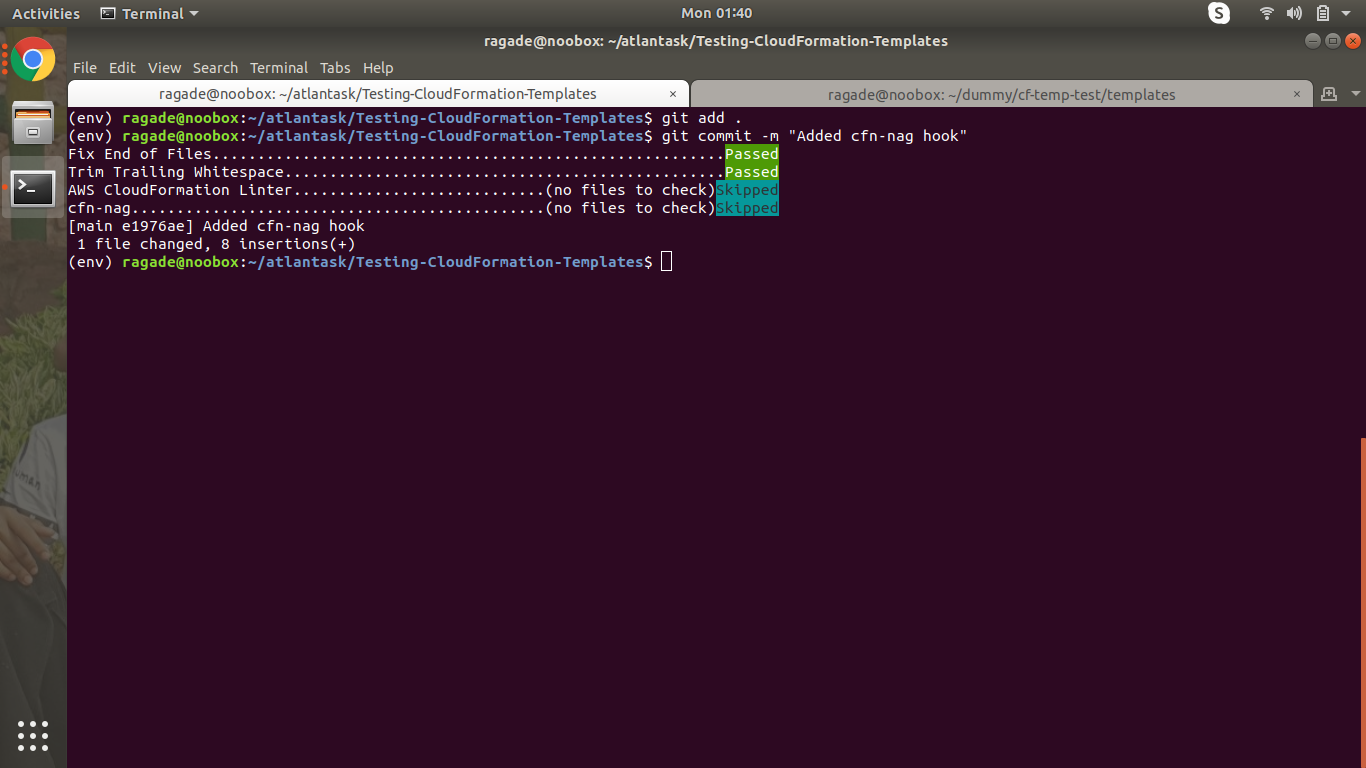 Activities Terminal Mon 01:40
ragade@noobox: ~/atlantask/Testing-CloudFormation-Templates
File Edit View Search Terminal Tabs Help
ragade@noobox: ~/atlantask/Testing-CloudFormation-Templates × ragade@noobox: ~/dummy/cf-temp-test/templates ×
(env) ragade@noobox:~/atlantask/Testing-CloudFormation-Templates$ git add .
(env) ragade@noobox:~/atlantask/Testing-CloudFormation-Templates$ git commit -m "Added cfn-nag hook"
Fix End of Files.........................................................Passed
Trim Trailing Whitespace.................................................Passed
AWS CloudFormation Linter............................(no files to check)Skipped
cfn-nag..............................................(no files to check)Skipped
[main e1976ae] Added cfn-nag hook
 1 file changed, 8 insertions(+)
(env) ragade@noobox:~/atlantask/Testing-CloudFormation-Templates$